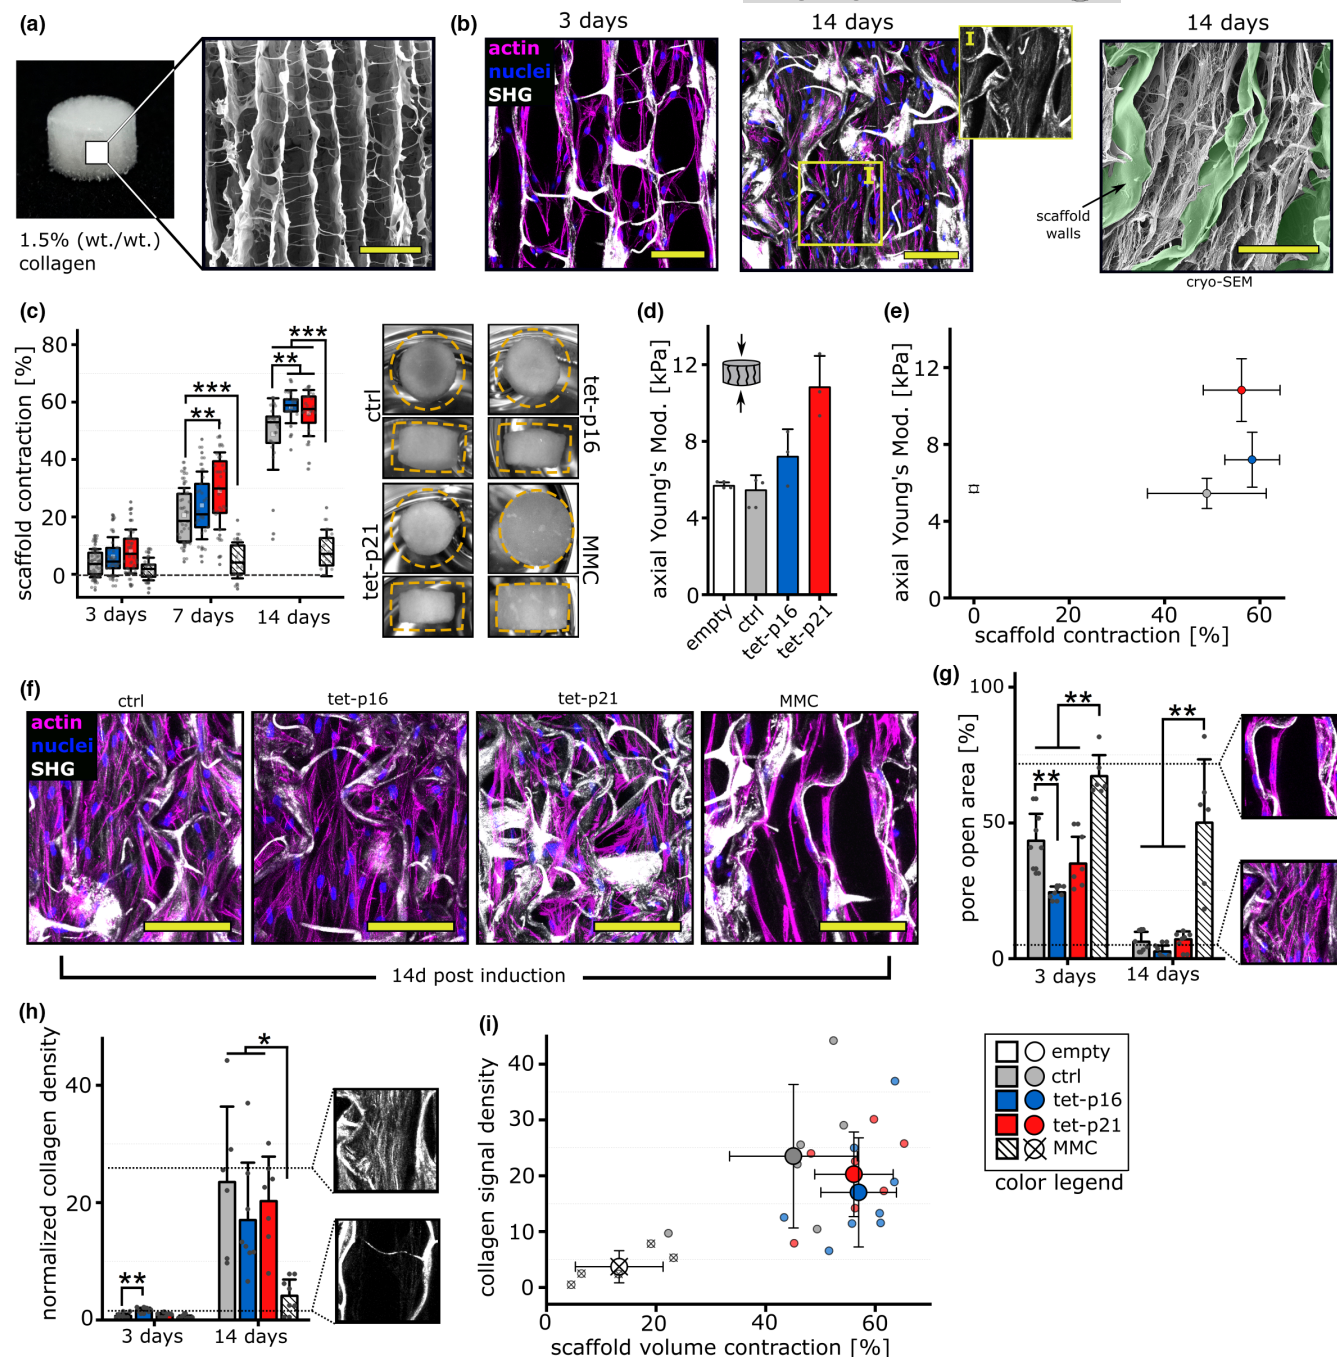 (a)
1.5% (wt./wt.)
collagen
(b)
3 days
14 days
14 days
actin
nuclei
SHG
I
I
scaffold
walls
cryo-SEM
(c)
scaffold contraction [%]
80
60
40
20
0
3 days
7 days
14 days
***
**
***
**
ctrl
tet-p16
tet-p21
MMC
(d)
axial Young's Mod. [kPa]
12
8
4
0
empty
ctrl
tet-p16
tet-p21
(e)
axial Young's Mod. [kPa]
12
8
4
0
0
20
40
60
scaffold contraction [%]
(f)
ctrl
tet-p16
tet-p21
MMC
actin
nuclei
SHG
14d post induction
(g)
pore open area [%]
100
50
0
**
**
**
3 days
14 days
(h)
normalized collagen density
40
20
0
**
*
3 days
14 days
(i)
collagen signal density
40
30
20
10
0
0
20
40
60
scaffold volume contraction [%]
empty
ctrl
tet-p16
tet-p21
MMC
color legend